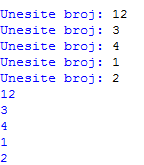 Unesite broj: 12
Unesite broj: 3
Unesite broj: 4
Unesite broj: 1
Unesite broj: 2
12
3
4
1
2